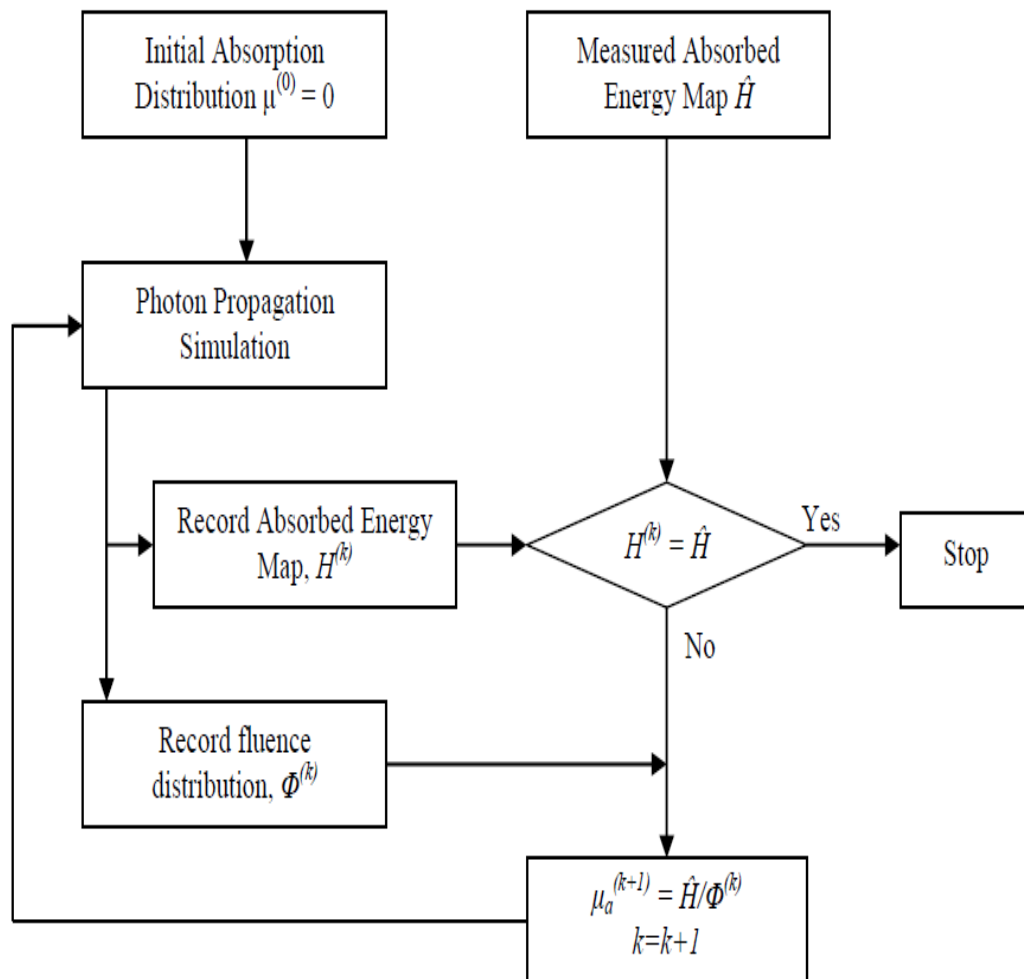 Initial Absorption
Distribution μ⁽⁰⁾ = 0
Measured Absorbed
Energy Map Ĥ
Photon Propagation
Simulation
Record Absorbed Energy
Map, H⁽ᵏ⁾
H⁽ᵏ⁾ = Ĥ
Yes
Stop
No
Record fluence
distribution, Φ⁽ᵏ⁾
μₐ⁽ᵏ⁺¹⁾ = Ĥ/Φ⁽ᵏ⁾
k=k+1